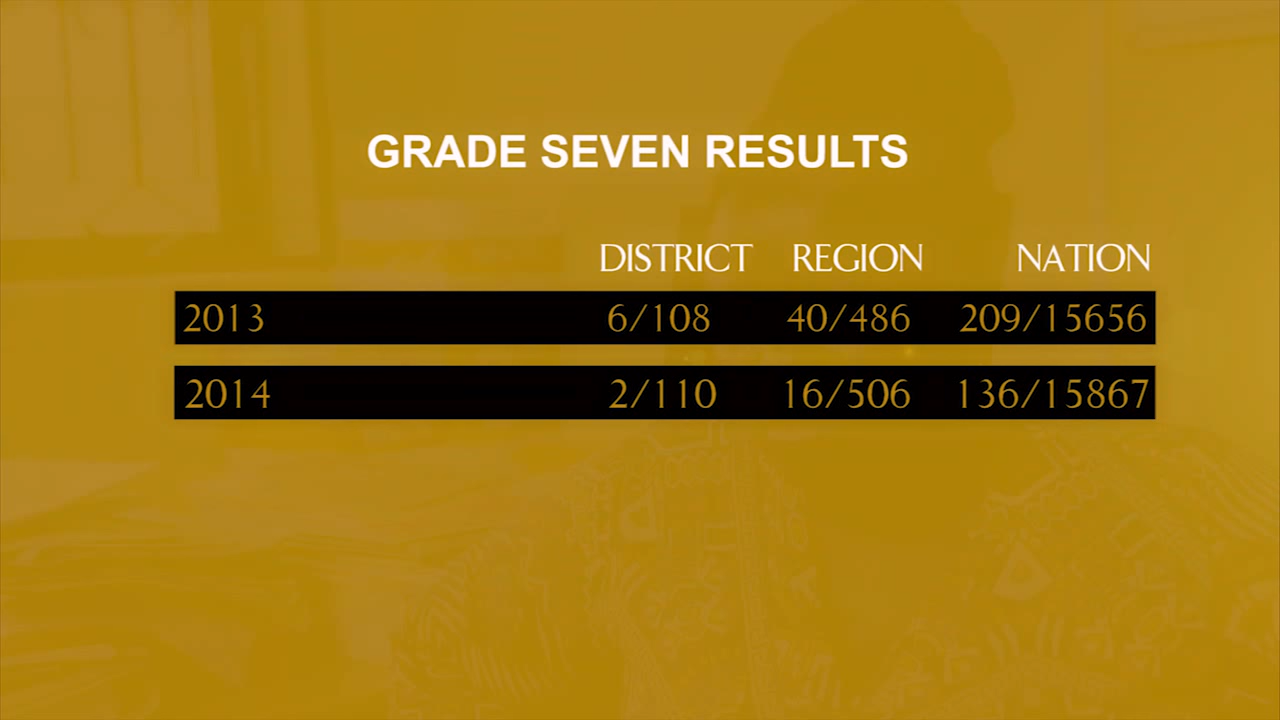 GRADE SEVEN RESULTS
DISTRICT REGION NATION
2013 6/108 40/486 209/15656
2014 2/110 16/506 136/15867